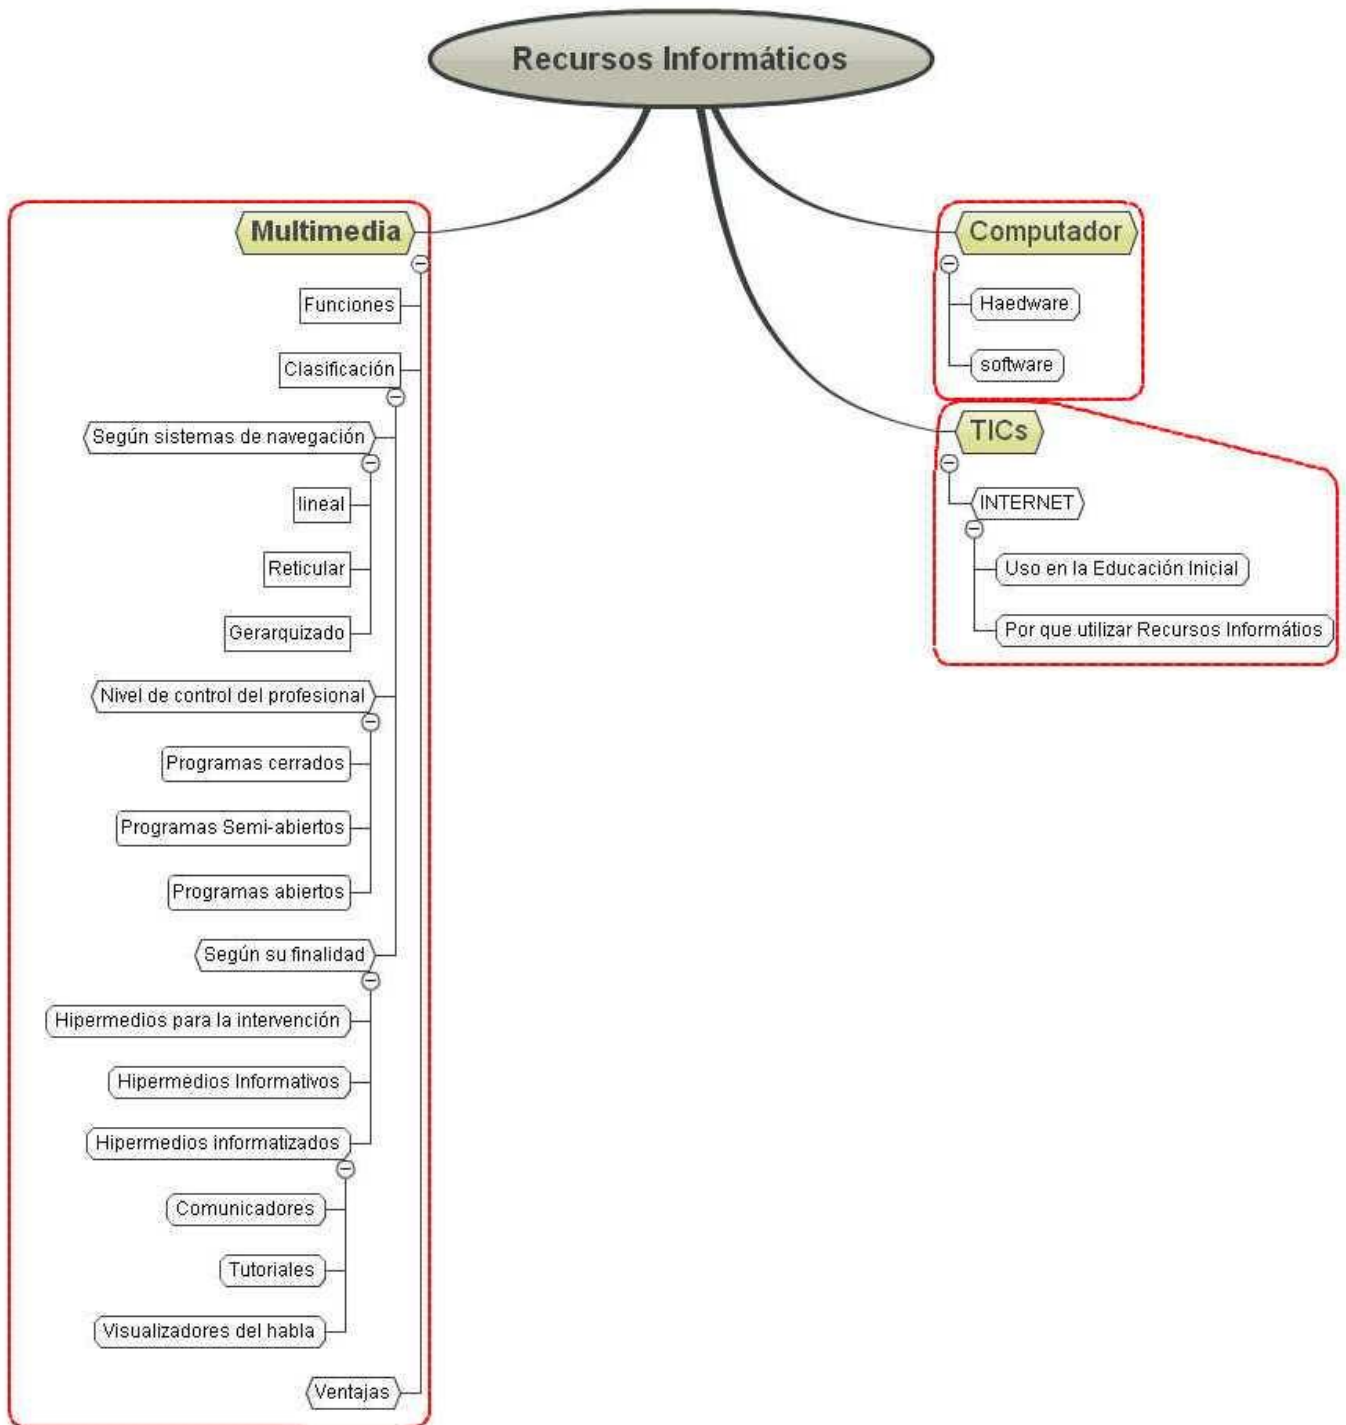 Recursos Informáticos
Multimedia
Funciones
Clasificación
Según sistemas de navegación
lineal
Reticular
Gerarquizado
Nivel de control del profesional
Programas cerrados
Programas Semi-abiertos
Programas abiertos
Según su finalidad
Hipermedios para la intervención
Hipermedios Informativos
Hipermedios informatizados
Comunicadores
Tutoriales
Visualizadores del habla
Ventajas
Computador
Haedware
software
TICs
INTERNET
Uso en la Educación Inicial
Por que utilizar Recursos Informátios